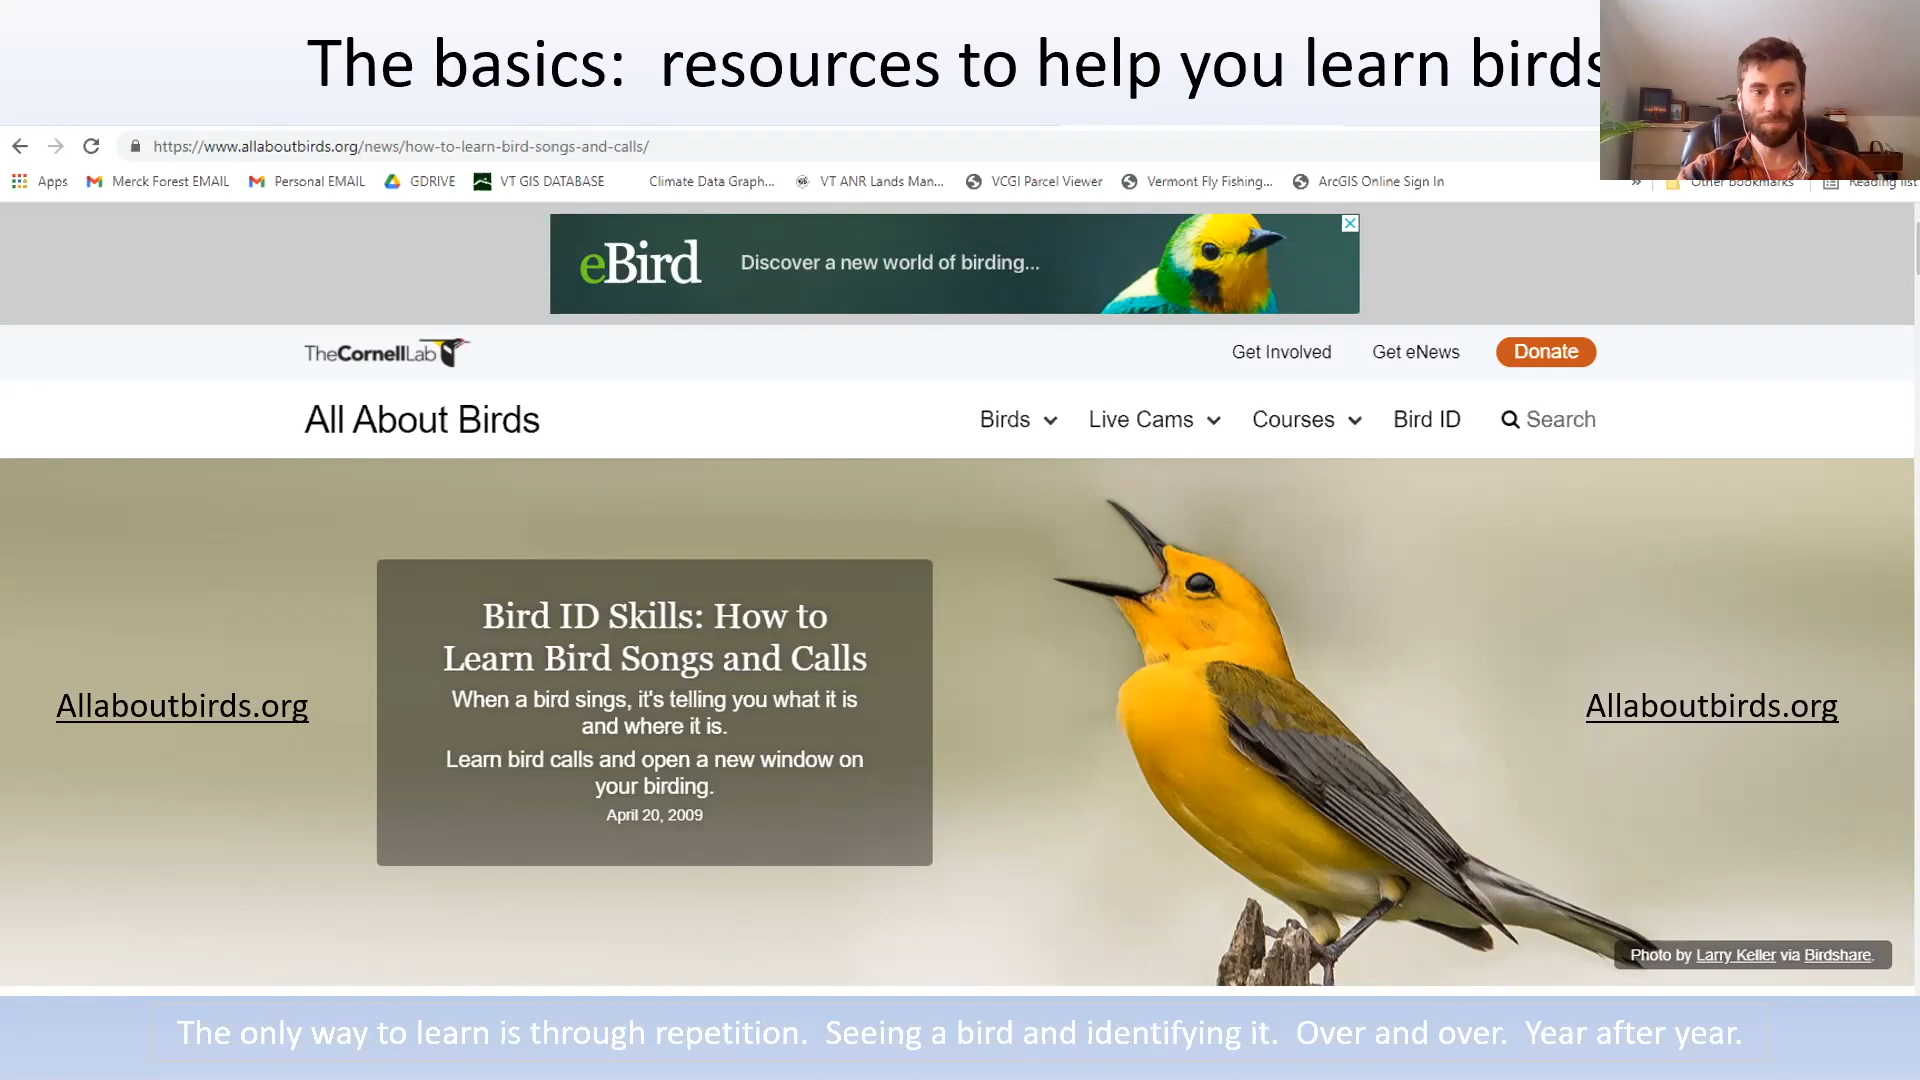 The basics:  resources to help you learn birds
https://www.allaboutbirds.org/news/how-to-learn-bird-songs-and-calls/
Apps Merck Forest EMAIL Personal EMAIL GDRIVE VT GIS DATABASE Climate Data Graph... VT ANR Lands Man... VCGI Parcel Viewer Vermont Fly Fishing... ArcGIS Online Sign In » Other bookmarks Reading list
eBird Discover a new world of birding...
TheCornellLab Get Involved Get eNews Donate
All About Birds Birds Live Cams Courses Bird ID Search
Bird ID Skills: How to
Learn Bird Songs and Calls
When a bird sings, it's telling you what it is
and where it is.
Learn bird calls and open a new window on
your birding.
April 20, 2009
Allaboutbirds.org
Allaboutbirds.org
Photo by Larry Keller via Birdshare.
The only way to learn is through repetition.  Seeing a bird and identifying it.  Over and over.  Year after year.